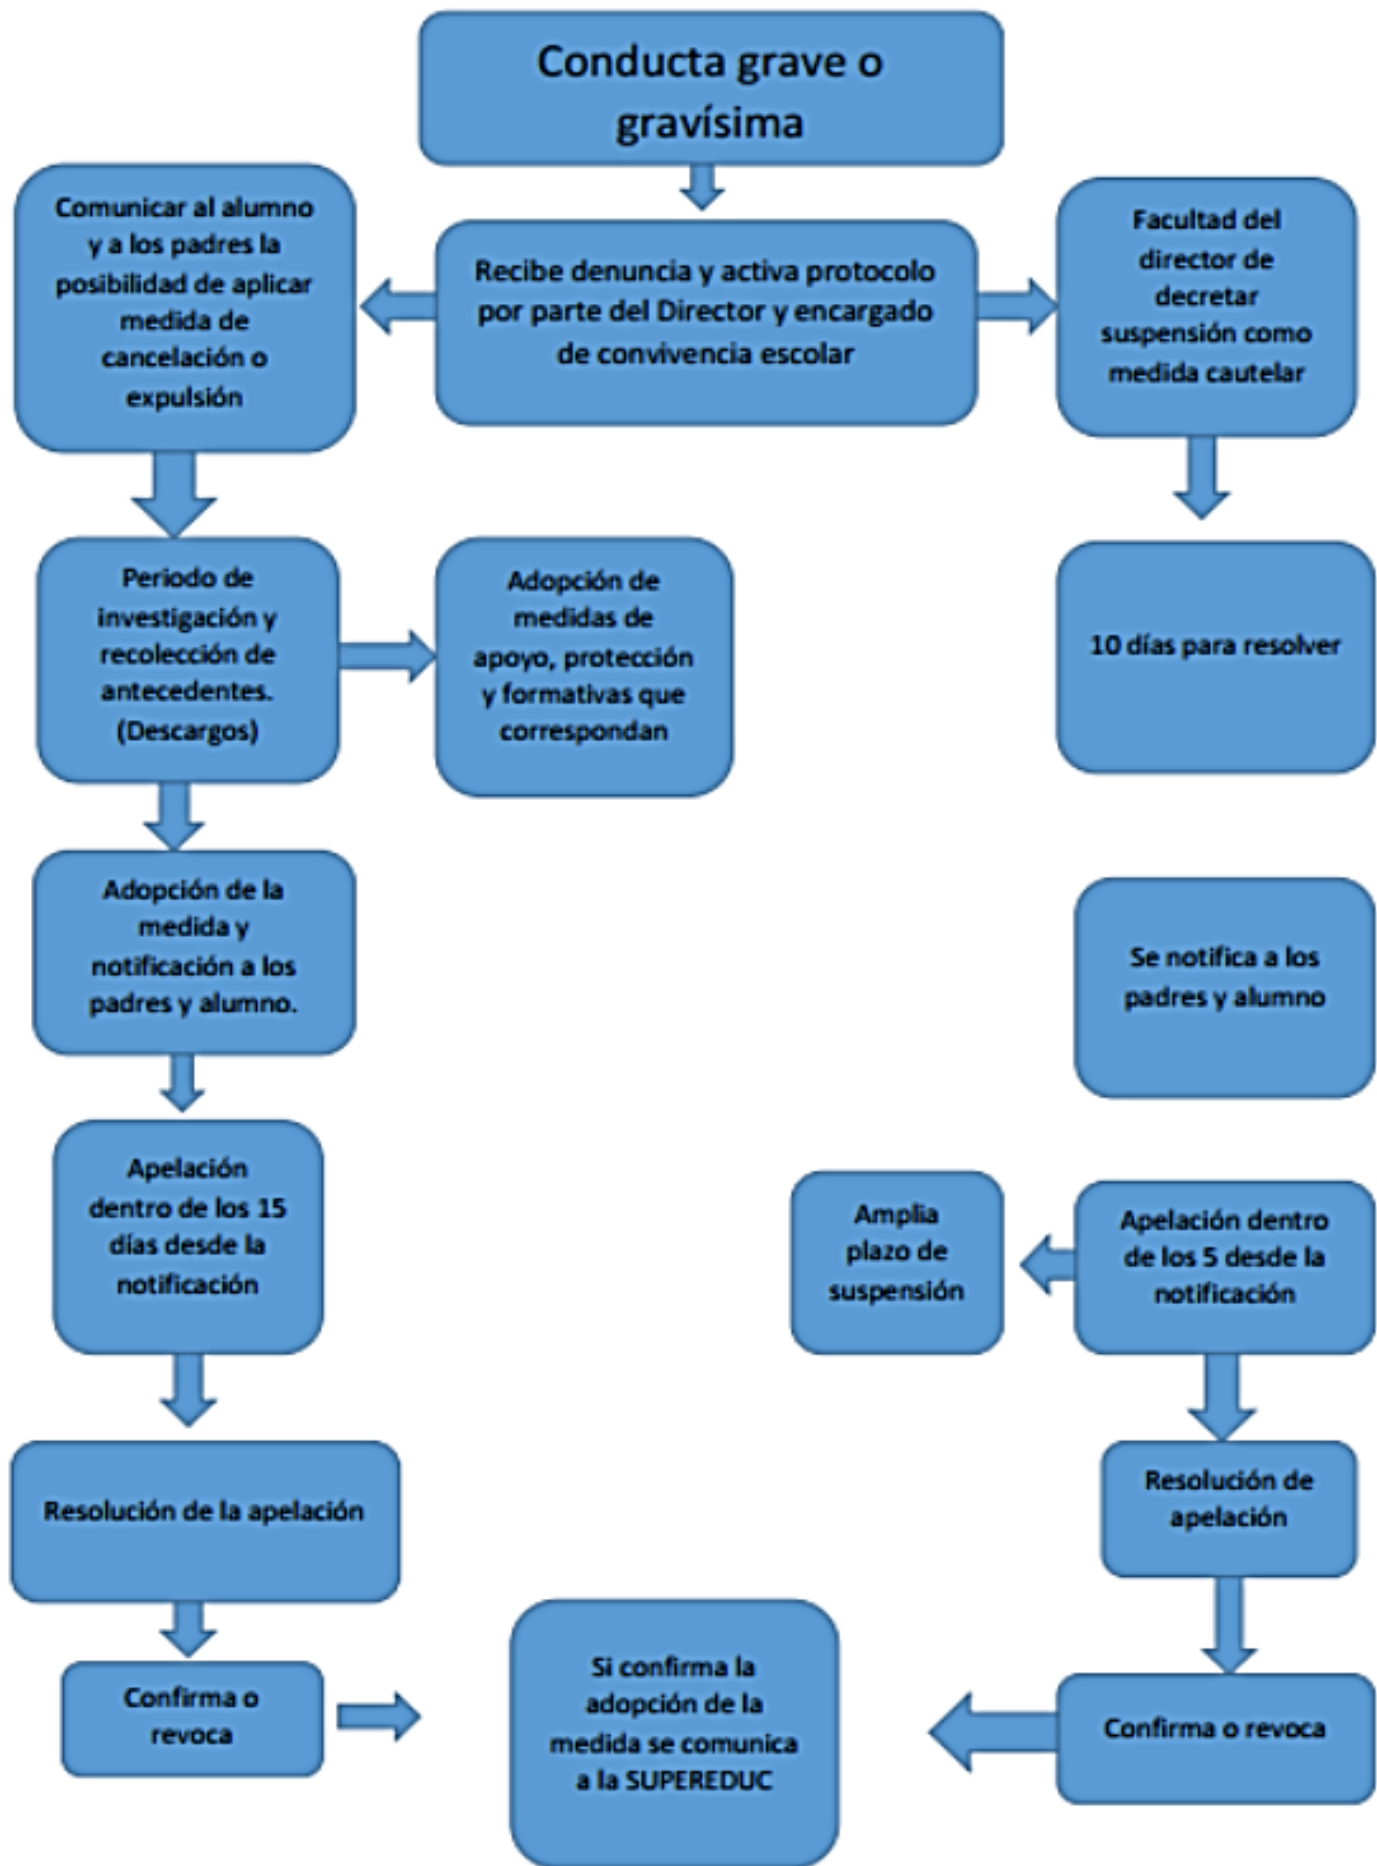 Conducta grave o
gravísima
Comunicar al alumno
y a los padres la
posibilidad de aplicar
medida de
cancelación o
expulsión
Recibe denuncia y activa protocolo
por parte del Director y encargado
de convivencia escolar
Facultad del
director de
decretar
suspensión como
medida cautelar
Periodo de
investigación y
recolección de
antecedentes.
(Descargos)
Adopción de
medidas de
apoyo, protección
y formativas que
correspondan
10 días para resolver
Adopción de la
medida y
notificación a los
padres y alumno.
Se notifica a los
padres y alumno
Apelación
dentro de los 15
días desde la
notificación
Amplia
plazo de
suspensión
Apelación dentro
de los 5 desde la
notificación
Resolución de la apelación
Resolución de
apelación
Confirma o
revoca
Si confirma la
adopción de la
medida se comunica
a la SUPEREDUC
Confirma o revoca